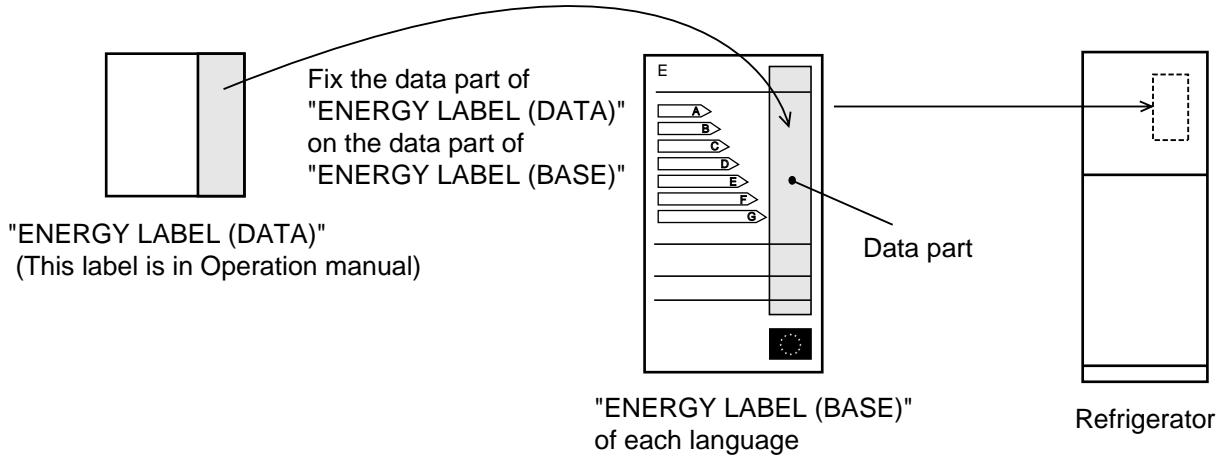 Fix the data part of
"ENERGY LABEL (DATA)"
on the data part of
"ENERGY LABEL (BASE)"
"ENERGY LABEL (DATA)"
(This label is in Operation manual)
E
A
B
C
D
E
F
G
Data part
"ENERGY LABEL (BASE)"
of each language
Refrigerator